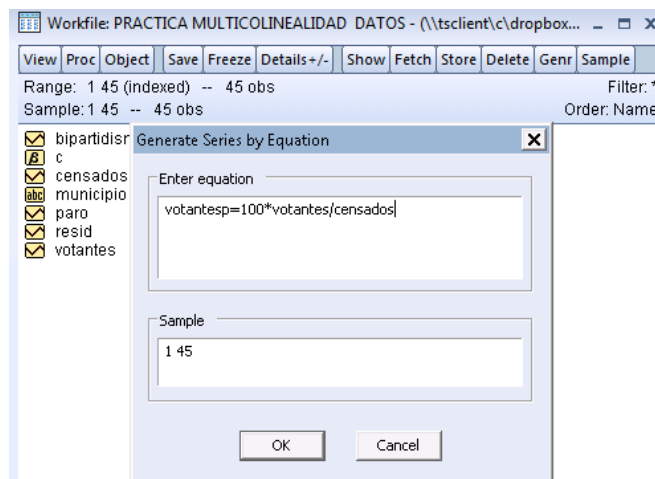 Workfile: PRACTICA MULTICOLINEALIDAD DATOS - (\\tsclient\c\dropbox...
View Proc Object Save Freeze Details+/- Show Fetch Store Delete Genr Sample
Range: 1 45 (indexed) -- 45 obs Filter: *
Sample: 1 45 -- 45 obs Order: Name
bipartidisr
c
censados
municipio
paro
resid
votantes
Generate Series by Equation
Enter equation
votantesp=100*votantes/censados
Sample
1 45
OK Cancel